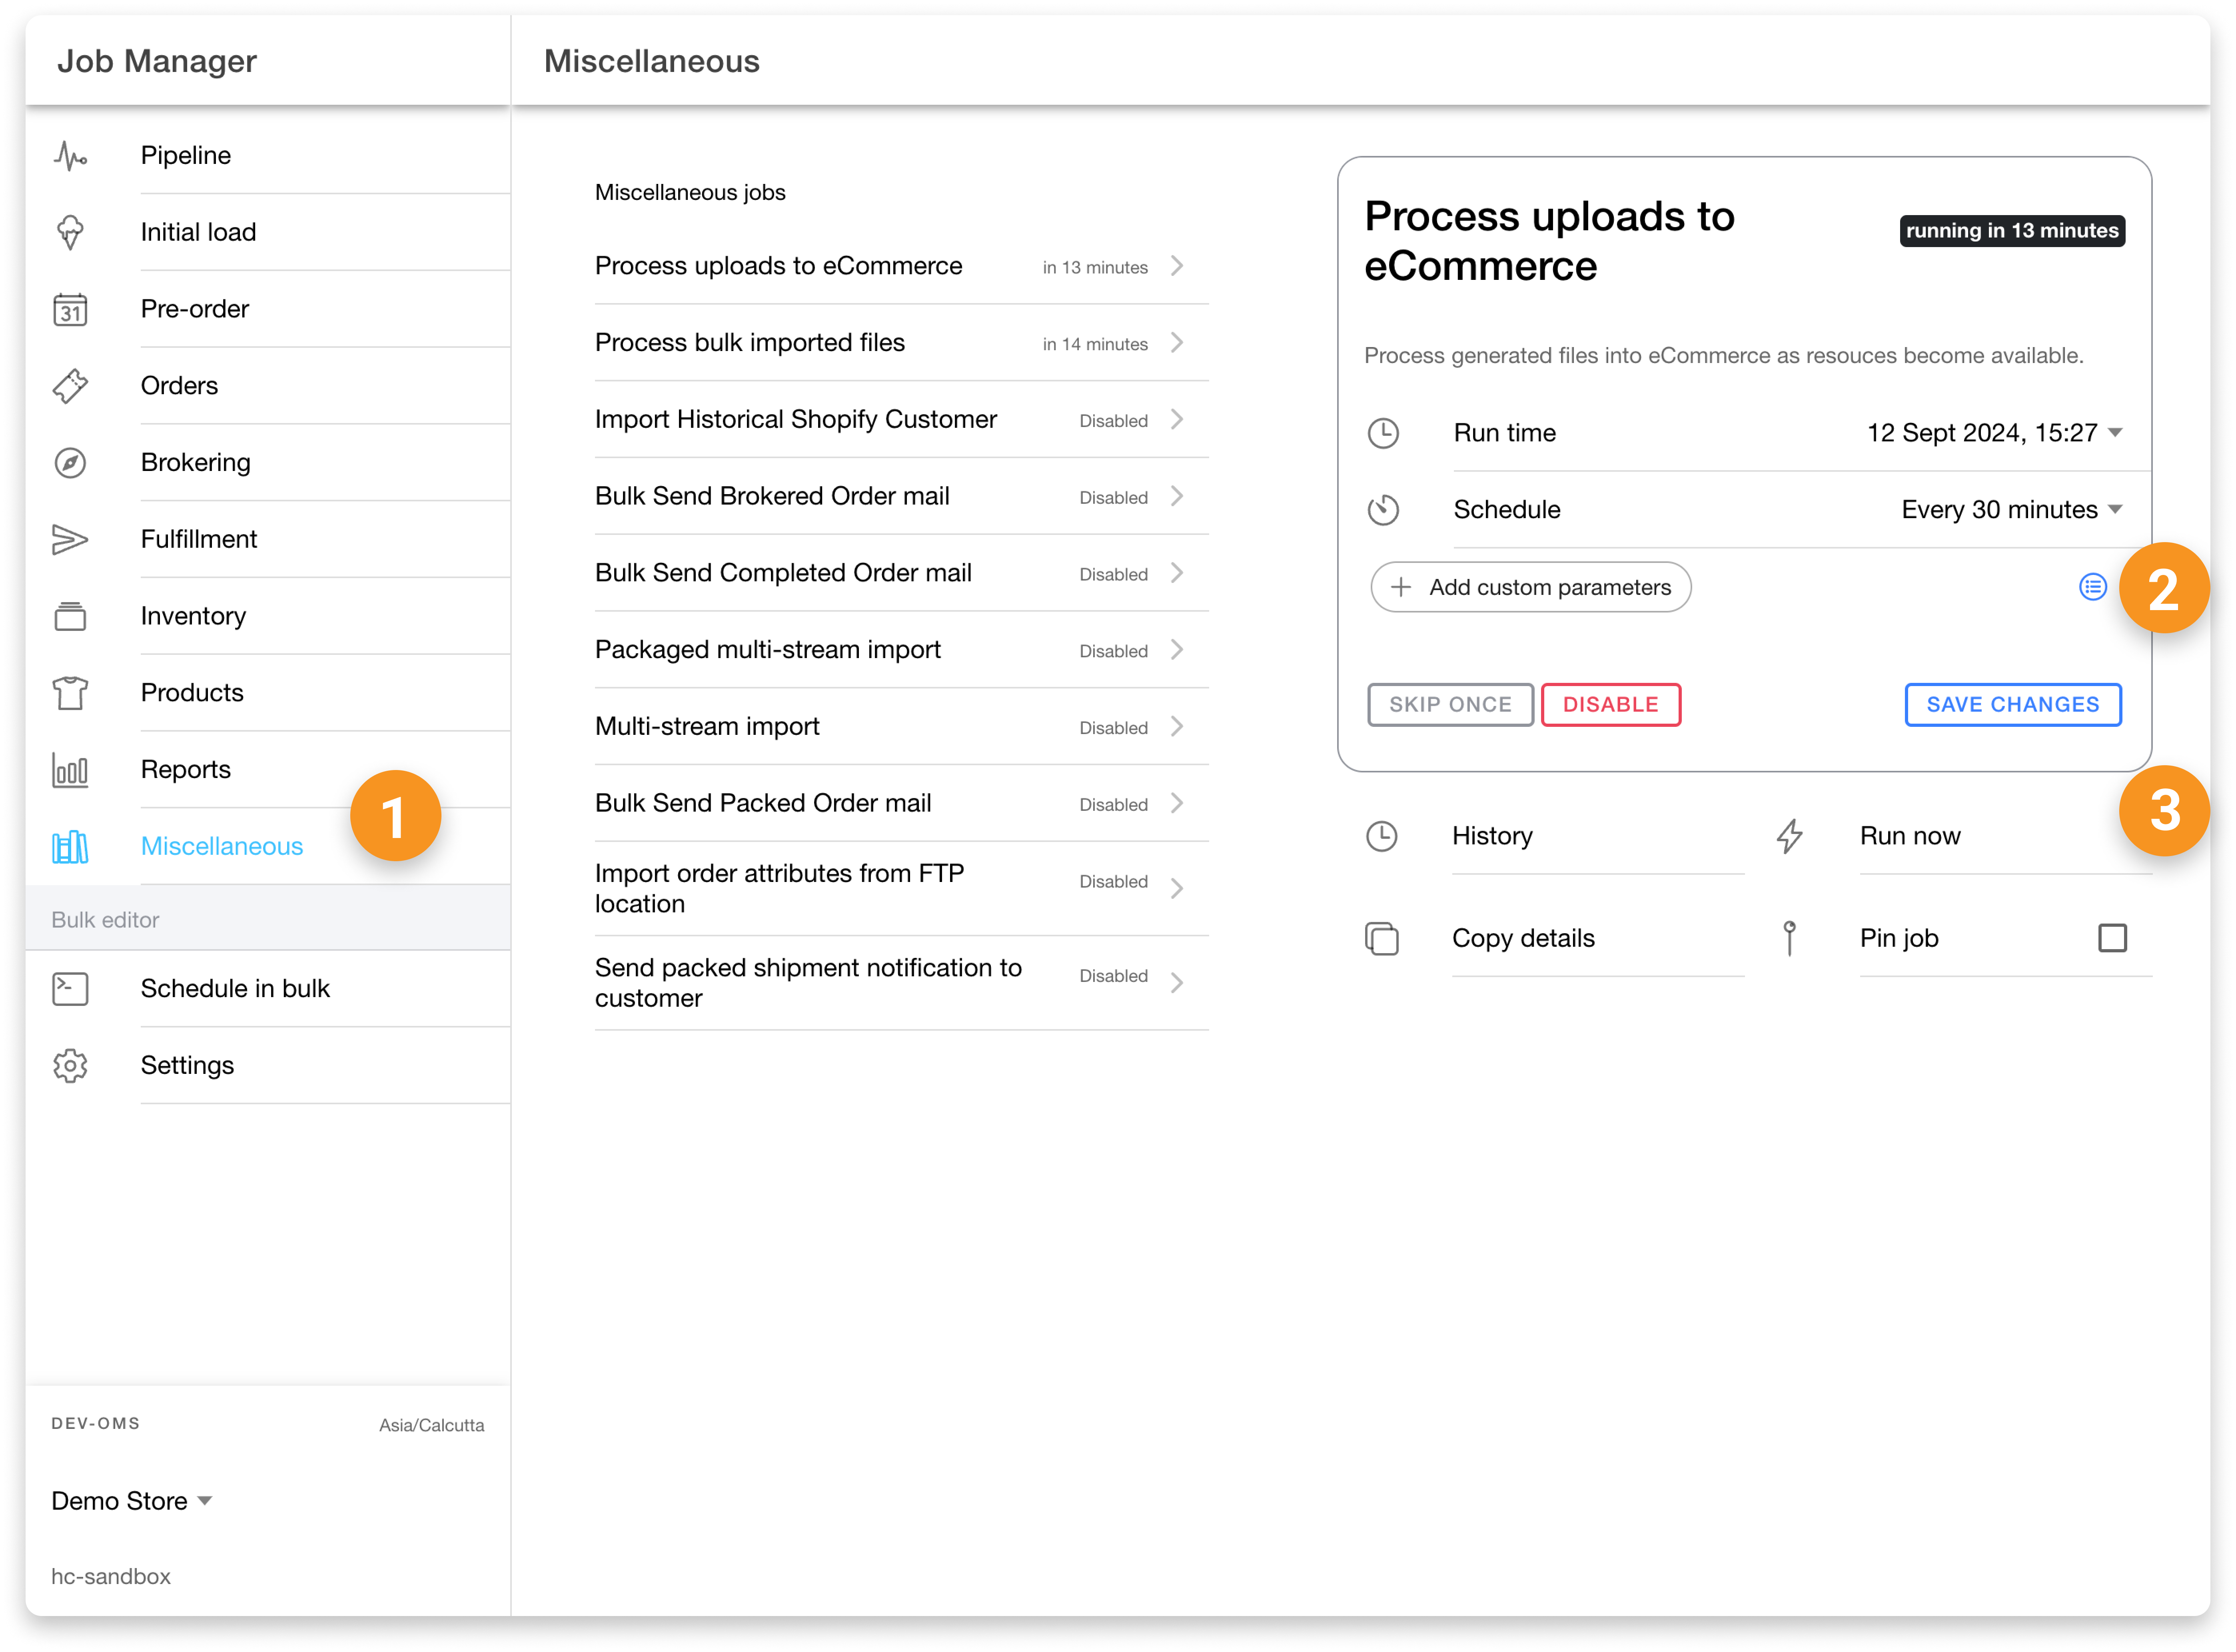 Job Manager
Miscellaneous
Pipeline
Initial load
31
Pre-order
Orders
Brokering
Fulfillment
Inventory
Products
Reports
1
Miscellaneous
Bulk editor
Schedule in bulk
Settings
DEV-OMS
Asia/Calcutta
Demo Store
hc-sandbox
Miscellaneous jobs
Process uploads to eCommerce
in 13 minutes
Process bulk imported files
in 14 minutes
Import Historical Shopify Customer
Disabled
Bulk Send Brokered Order mail
Disabled
Bulk Send Completed Order mail
Disabled
Packaged multi-stream import
Disabled
Multi-stream import
Disabled
Bulk Send Packed Order mail
Disabled
Import order attributes from FTP
location
Disabled
Send packed shipment notification to
customer
Disabled
Process uploads to
eCommerce
running in 13 minutes
Process generated files into eCommerce as resouces become available.
Run time
12 Sept 2024, 15:27
Schedule
Every 30 minutes
Add custom parameters
2
SKIP ONCE
DISABLE
SAVE CHANGES
3
History
Run now
Copy details
Pin job